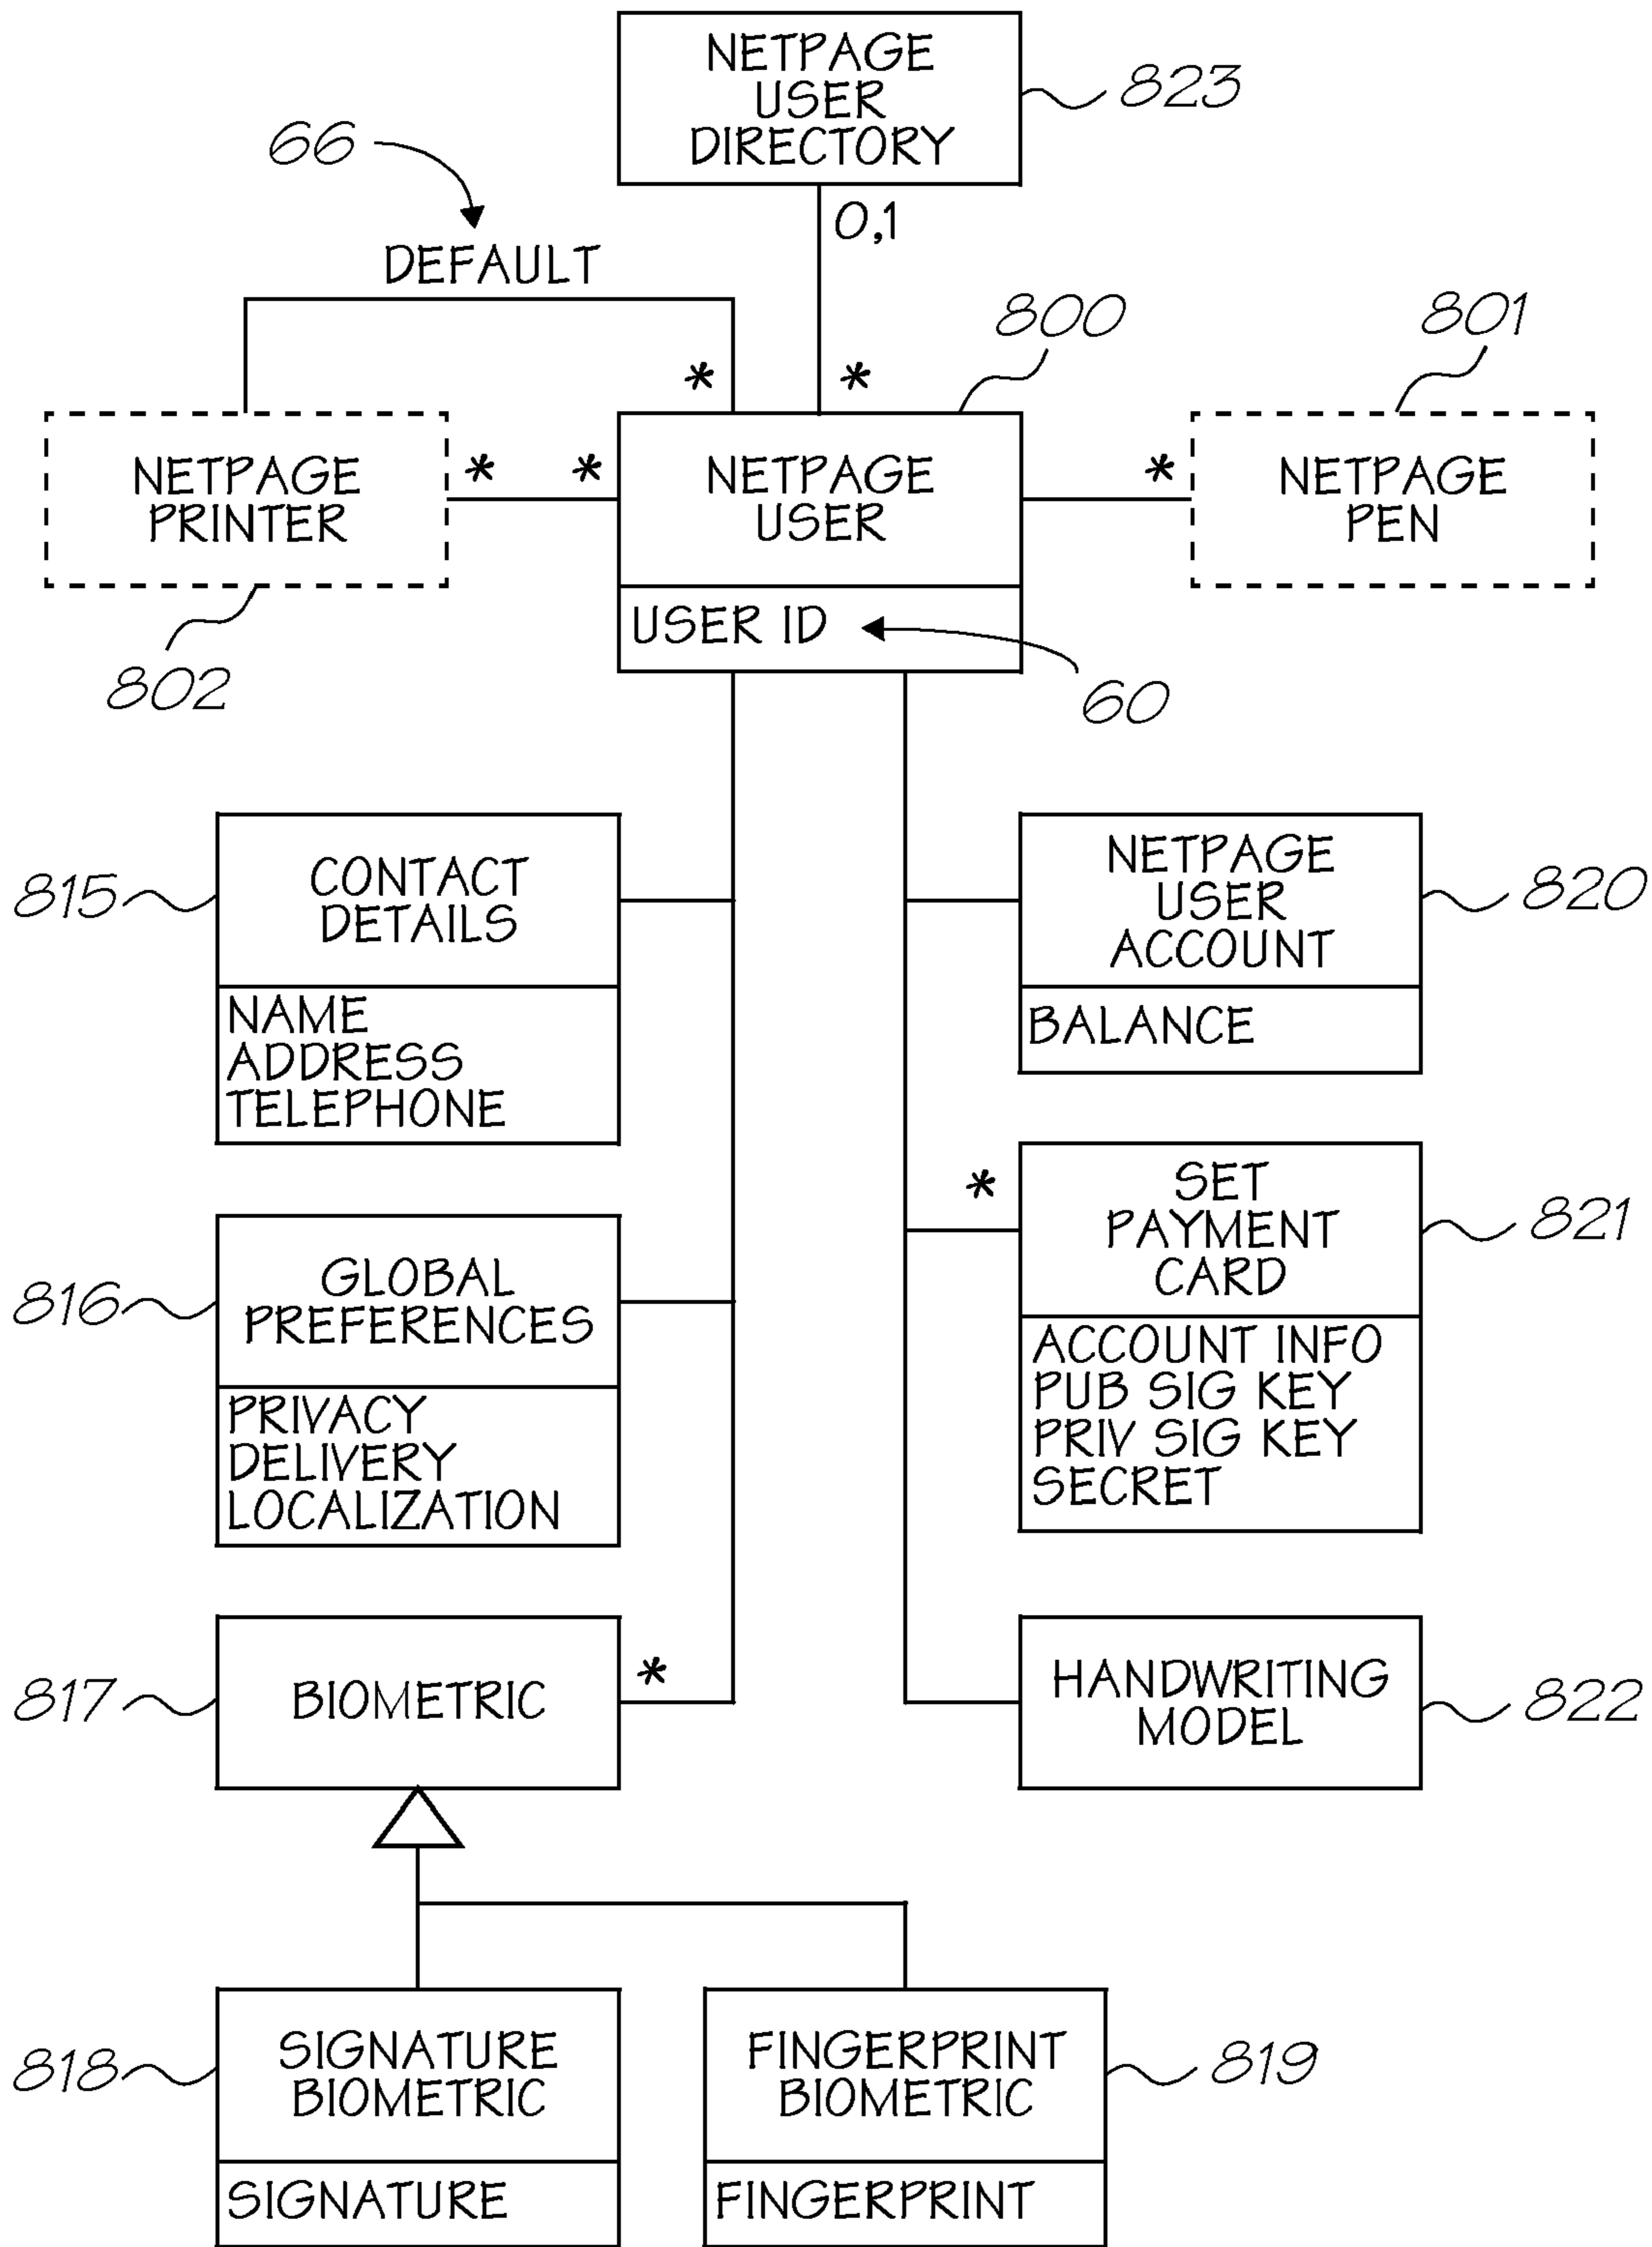 NETPAGE
USER
DIRECTORY
823
66
0,1
DEFAULT
800
801
*
*
NETPAGE
PRINTER
*
*
NETPAGE
USER
*
NETPAGE
PEN
USER ID
802
60
815
CONTACT
DETAILS
NAME
ADDRESS
TELEPHONE
NETPAGE
USER
ACCOUNT
820
BALANCE
*
SET
PAYMENT
CARD
821
ACCOUNT INFO
PUB SIG KEY
PRIV SIG KEY
SECRET
816
GLOBAL
PREFERENCES
PRIVACY
DELIVERY
LOCALIZATION
817
BIOMETRIC
*
HANDWRITING
MODEL
822
818
SIGNATURE
BIOMETRIC
SIGNATURE
FINGERPRINT
BIOMETRIC
819
FINGERPRINT